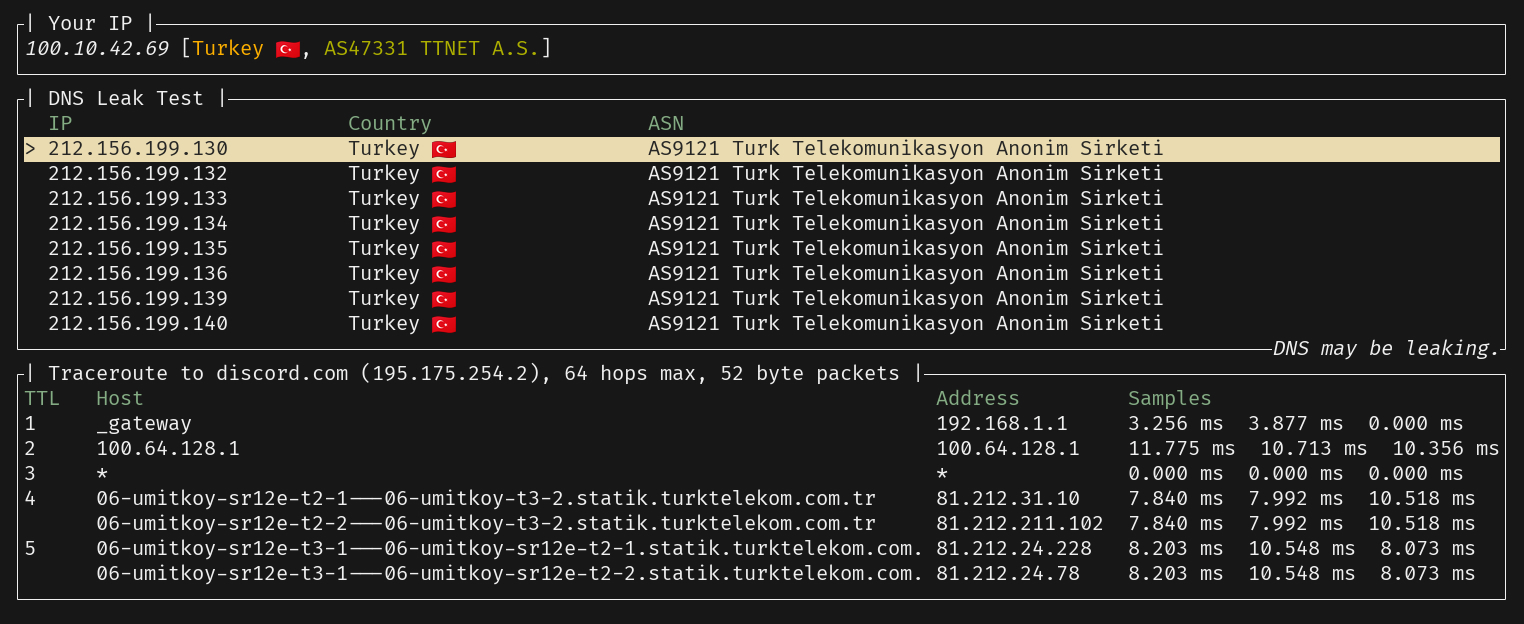 Your IP
100.10.42.69 [Turkey 🇹🇷, AS47331 TTNET A.S.]
DNS Leak Test
IP Country ASN
> 212.156.199.130 Turkey 🇹🇷 AS9121 Turk Telekomunikasyon Anonim Sirketi
212.156.199.132 Turkey 🇹🇷 AS9121 Turk Telekomunikasyon Anonim Sirketi
212.156.199.133 Turkey 🇹🇷 AS9121 Turk Telekomunikasyon Anonim Sirketi
212.156.199.134 Turkey 🇹🇷 AS9121 Turk Telekomunikasyon Anonim Sirketi
212.156.199.135 Turkey 🇹🇷 AS9121 Turk Telekomunikasyon Anonim Sirketi
212.156.199.136 Turkey 🇹🇷 AS9121 Turk Telekomunikasyon Anonim Sirketi
212.156.199.139 Turkey 🇹🇷 AS9121 Turk Telekomunikasyon Anonim Sirketi
212.156.199.140 Turkey 🇹🇷 AS9121 Turk Telekomunikasyon Anonim Sirketi
DNS may be leaking.
Traceroute to discord.com (195.175.254.2), 64 hops max, 52 byte packets
TTL Host Address Samples
1 _gateway 192.168.1.1 3.256 ms 3.877 ms 0.000 ms
2 100.64.128.1 100.64.128.1 11.775 ms 10.713 ms 10.356 ms
3 * * 0.000 ms 0.000 ms 0.000 ms
4 06-umitkoy-sr12e-t2-1---06-umitkoy-t3-2.statik.turktelekom.com.tr 81.212.31.10 7.840 ms 7.992 ms 10.518 ms
06-umitkoy-sr12e-t2-2---06-umitkoy-t3-2.statik.turktelekom.com.tr 81.212.211.102 7.840 ms 7.992 ms 10.518 ms
5 06-umitkoy-sr12e-t3-1---06-umitkoy-sr12e-t2-1.statik.turktelekom.com. 81.212.24.228 8.203 ms 10.548 ms 8.073 ms
06-umitkoy-sr12e-t3-1---06-umitkoy-sr12e-t2-2.statik.turktelekom.com. 81.212.24.78 8.203 ms 10.548 ms 8.073 ms